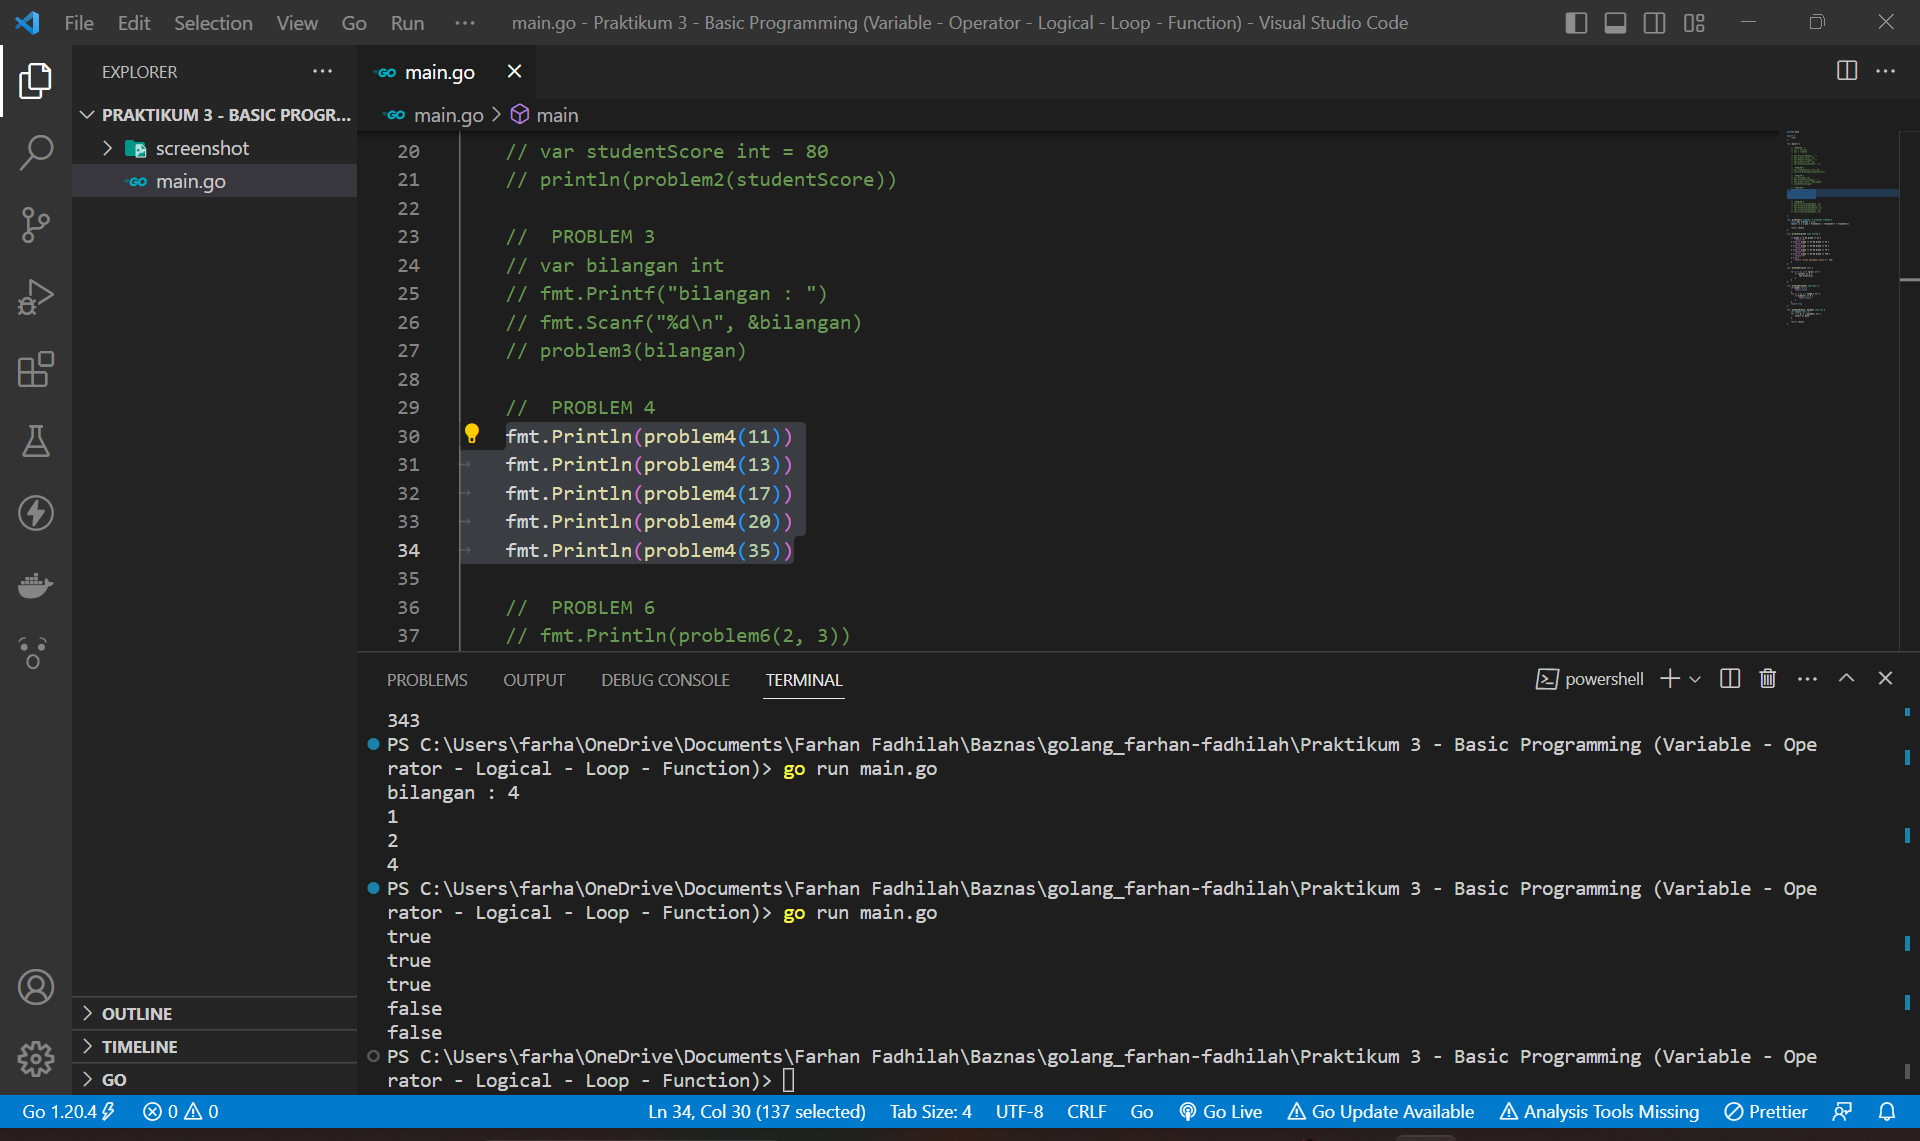 File Edit Selection View Go Run ··· main.go - Praktikum 3 - Basic Programming (Variable - Operator - Logical - Loop - Function) - Visual Studio Code
EXPLORER
PRAKTIKUM 3 - BASIC PROGR...
screenshot
GO main.go
OUTLINE
TIMELINE
GO
GO main.go
GO main.go > main
20 // var studentScore int = 80
21 // println(problem2(studentScore))
22
23 //  PROBLEM 3
24 // var bilangan int
25 // fmt.Printf("bilangan : ")
26 // fmt.Scanf("%d\n", &bilangan)
27 // problem3(bilangan)
28
29 //  PROBLEM 4
30 fmt.Println(problem4(11))
31 fmt.Println(problem4(13))
32 fmt.Println(problem4(17))
33 fmt.Println(problem4(20))
34 fmt.Println(problem4(35))
35
36 //  PROBLEM 6
37 // fmt.Println(problem6(2, 3))
PROBLEMS OUTPUT DEBUG CONSOLE TERMINAL powershell
343
PS C:\Users\farha\OneDrive\Documents\Farhan Fadhilah\Baznas\golang_farhan-fadhilah\Praktikum 3 - Basic Programming (Variable - Ope
rator - Logical - Loop - Function)> go run main.go
bilangan : 4
1
2
4
PS C:\Users\farha\OneDrive\Documents\Farhan Fadhilah\Baznas\golang_farhan-fadhilah\Praktikum 3 - Basic Programming (Variable - Ope
rator - Logical - Loop - Function)> go run main.go
true
true
true
false
false
PS C:\Users\farha\OneDrive\Documents\Farhan Fadhilah\Baznas\golang_farhan-fadhilah\Praktikum 3 - Basic Programming (Variable - Ope
rator - Logical - Loop - Function)>
Go 1.20.4 0 0 Ln 34, Col 30 (137 selected) Tab Size: 4 UTF-8 CRLF Go Go Live Go Update Available Analysis Tools Missing Prettier